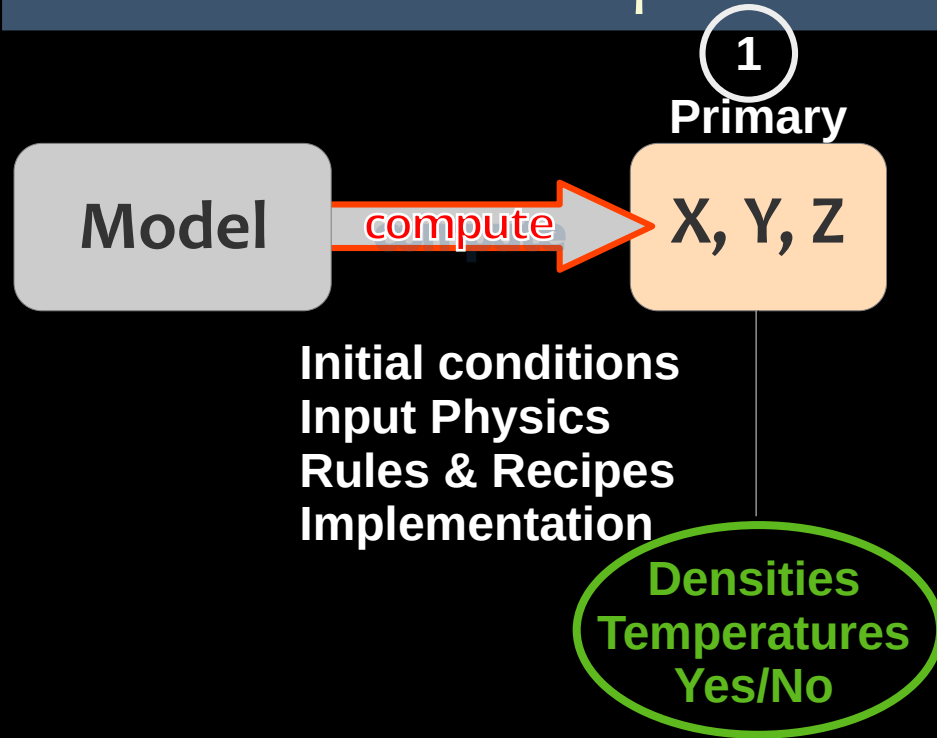 1
Primary
Model
compute
X, Y, Z
Initial conditions
Input Physics
Rules & Recipes
Implementation
Densities
Temperatures
Yes/No